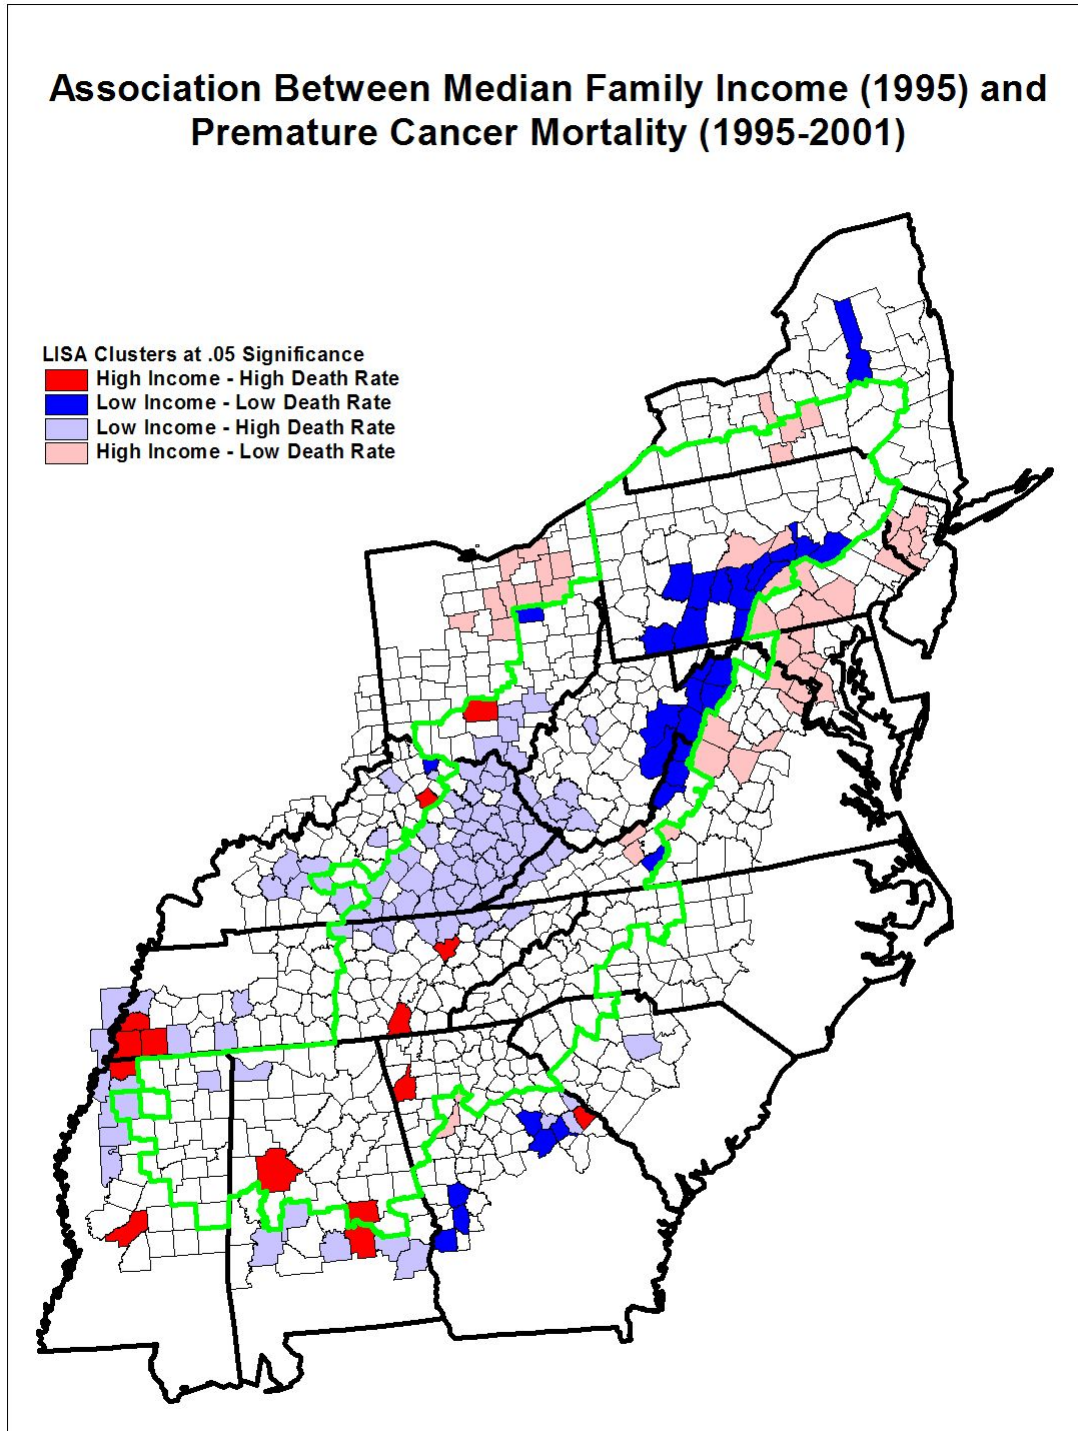 Association Between Median Family Income (1995) and
Premature Cancer Mortality (1995-2001)
LISA Clusters at .05 Significance
High Income - High Death Rate
Low Income - Low Death Rate
Low Income - High Death Rate
High Income - Low Death Rate